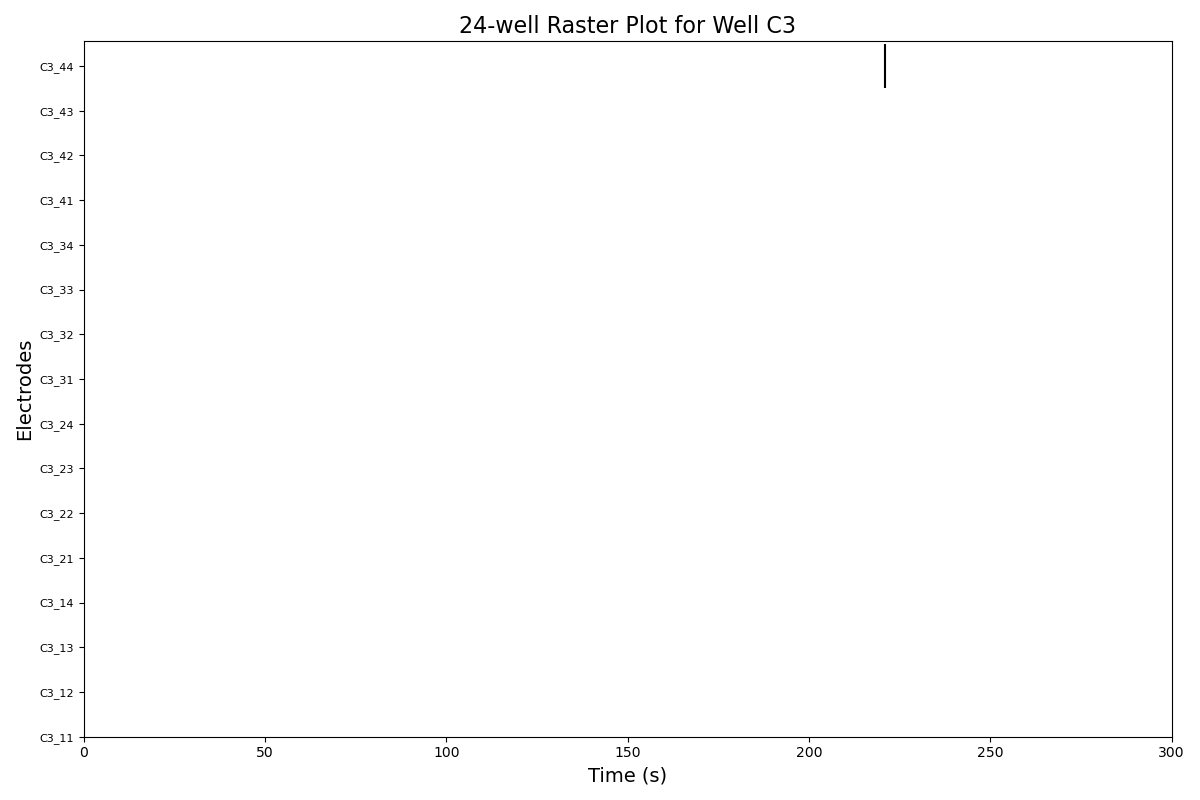 24-well Raster Plot for Well C3
C3_44
C3_43
C3_42
C3_41
C3_34
C3_33
C3_32
C3_31
C3_24
C3_23
C3_22
C3_21
C3_14
C3_13
C3_12
C3_11
Electrodes
0 50 100 150 200 250 300
Time (s)